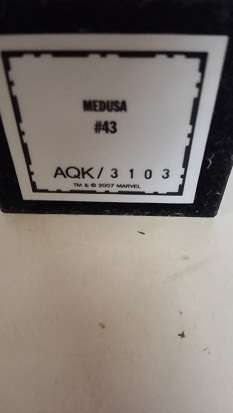 MEDUSA
#43
AQK/3103
TM & © 2007 MARVEL